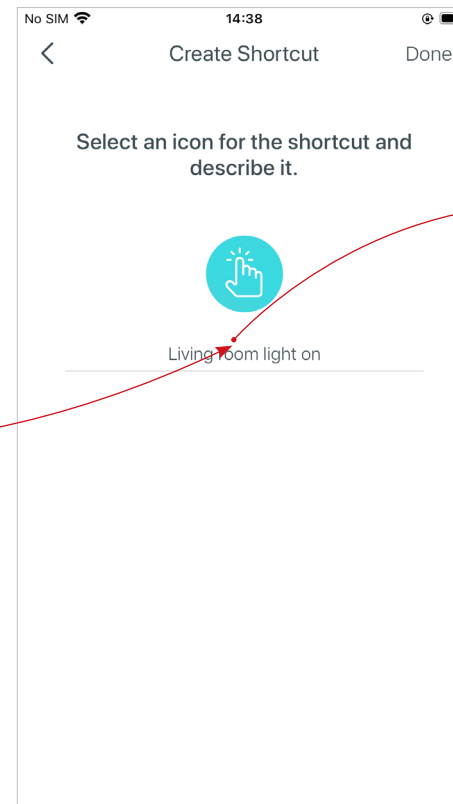 No SIM 14:38
Create Shortcut Done
Select an icon for the shortcut and
describe it.
Living room light on